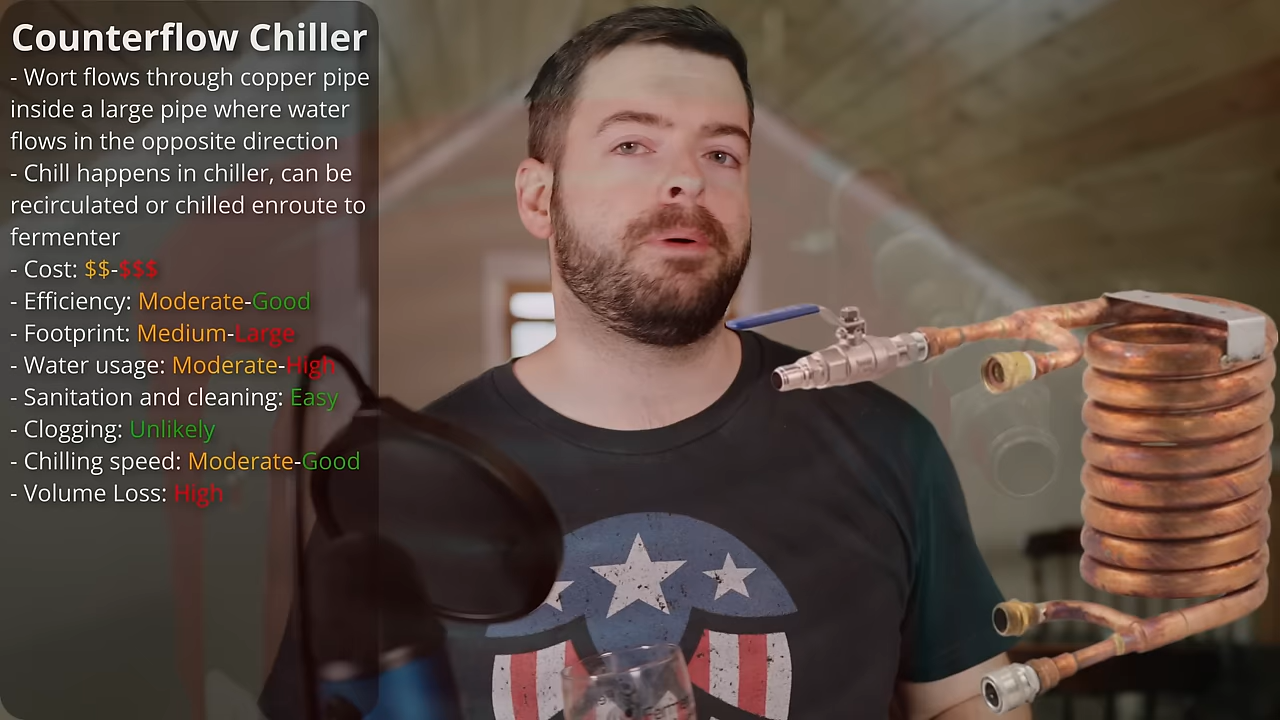 Counterflow Chiller
- Wort flows through copper pipe
inside a large pipe where water
flows in the opposite direction
- Chill happens in chiller, can be
recirculated or chilled enroute to
fermenter
- Cost: $$-$$$
- Efficiency: Moderate-Good
- Footprint: Medium-Large
- Water usage: Moderate-High
- Sanitation and cleaning: Easy
- Clogging: Unlikely
- Chilling speed: Moderate-Good
- Volume Loss: High